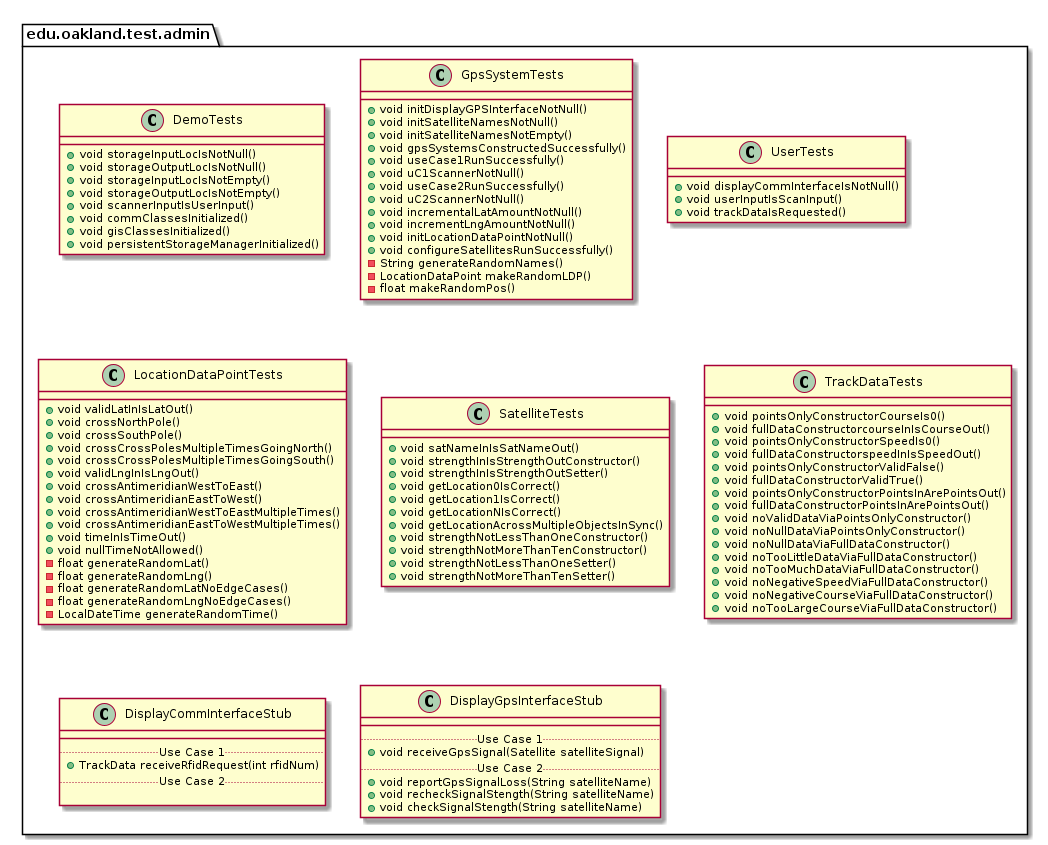 edu.oakland.test.admin
C DemoTests
void storageInputLocIsNotNull()
void storageOutputLocIsNotNull()
void storageInputLocIsNotEmpty()
void storageOutputLocIsNotEmpty()
void scannerInputIsUserInput()
void commClassesInitialized()
void gisClassesInitialized()
void persistentStorageManagerInitialized()
C GpsSystemTests
void initDisplayGPSInterfaceNotNull()
void initSatelliteNamesNotNull()
void initSatelliteNamesNotEmpty()
void gpsSystemsConstructedSuccessfully()
void useCase1RunSuccessfully()
void uC1ScannerNotNull()
void useCase2RunSuccessfully()
void uC2ScannerNotNull()
void incrementalLatAmountNotNull()
void incrementLngAmountNotNull()
void initLocationDataPointNotNull()
void configureSatellitesRunSuccessfully()
String generateRandomNames()
LocationDataPoint makeRandomLDP()
float makeRandomPos()
C UserTests
void displayCommInterfaceIsNotNull()
void userInputIsScanInput()
void trackDataIsRequested()
C LocationDataPointTests
void validLatInIsLatOut()
void crossNorthPole()
void crossSouthPole()
void crossCrossPolesMultipleTimesGoingNorth()
void crossCrossPolesMultipleTimesGoingSouth()
void validLngInIsLngOut()
void crossAntimeridianWestToEast()
void crossAntimeridianEastToWest()
void crossAntimeridianWestToEastMultipleTimes()
void crossAntimeridianEastToWestMultipleTimes()
void timeInIsTimeOut()
void nullTimeNotAllowed()
float generateRandomLat()
float generateRandomLng()
float generateRandomLatNoEdgeCases()
float generateRandomLngNoEdgeCases()
LocalDateTime generateRandomTime()
C SatelliteTests
void satNameInIsSatNameOut()
void strengthInIsStrengthOutConstructor()
void strengthInIsStrengthOutSetter()
void getLocation0IsCorrect()
void getLocation1IsCorrect()
void getLocationNIsCorrect()
void getLocationAcrossMultipleObjectsInSync()
void strengthNotLessThanOneConstructor()
void strengthNotMoreThanTenConstructor()
void strengthNotLessThanOneSetter()
void strengthNotMoreThanTenSetter()
C TrackDataTests
void pointsOnlyConstructorCourseIs0()
void fullDataConstructorcourseInIsCourseOut()
void pointsOnlyConstructorSpeedIs0()
void fullDataConstructorspeedInIsSpeedOut()
void pointsOnlyConstructorValidFalse()
void fullDataConstructorValidTrue()
void pointsOnlyConstructorPointsInArePointsOut()
void fullDataConstructorPointsInArePointsOut()
void noValidDataViaPointsOnlyConstructor()
void noNullDataViaPointsOnlyConstructor()
void noNullDataViaFullDataConstructor()
void noTooLittleDataViaFullDataConstructor()
void noTooMuchDataViaFullDataConstructor()
void noNegativeSpeedViaFullDataConstructor()
void noNegativeCourseViaFullDataConstructor()
void noTooLargeCourseViaFullDataConstructor()
C DisplayCommInterfaceStub
Use Case 1
TrackData receiveRfidRequest(int rfidNum)
Use Case 2
C DisplayGpsInterfaceStub
Use Case 1
void receiveGpsSignal(Satellite satelliteSignal)
Use Case 2
void reportGpsSignalLoss(String satelliteName)
void recheckSignalStength(String satelliteName)
void checkSignalStength(String satelliteName)